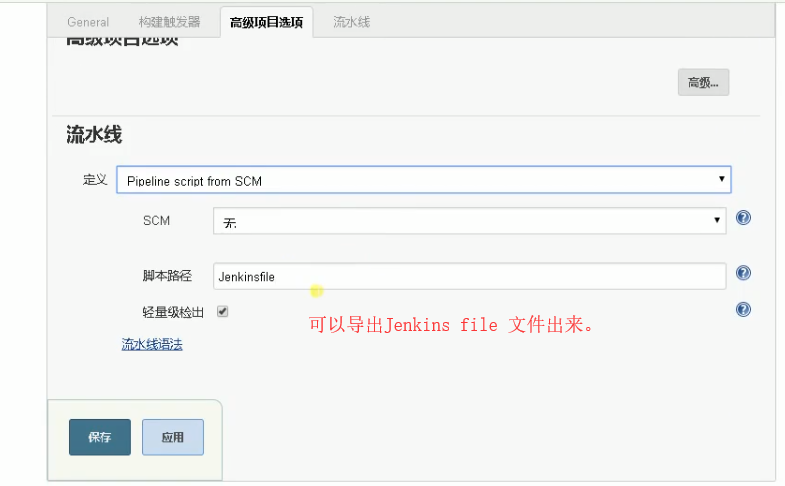 General 构建触发器 高级项目选项 流水线
高级项目选项
高级...
流水线
定义 Pipeline script from SCM
SCM 无
脚本路径 Jenkinsfile
轻量级检出
可以导出Jenkins file 文件出来。
流水线语法
保存 应用